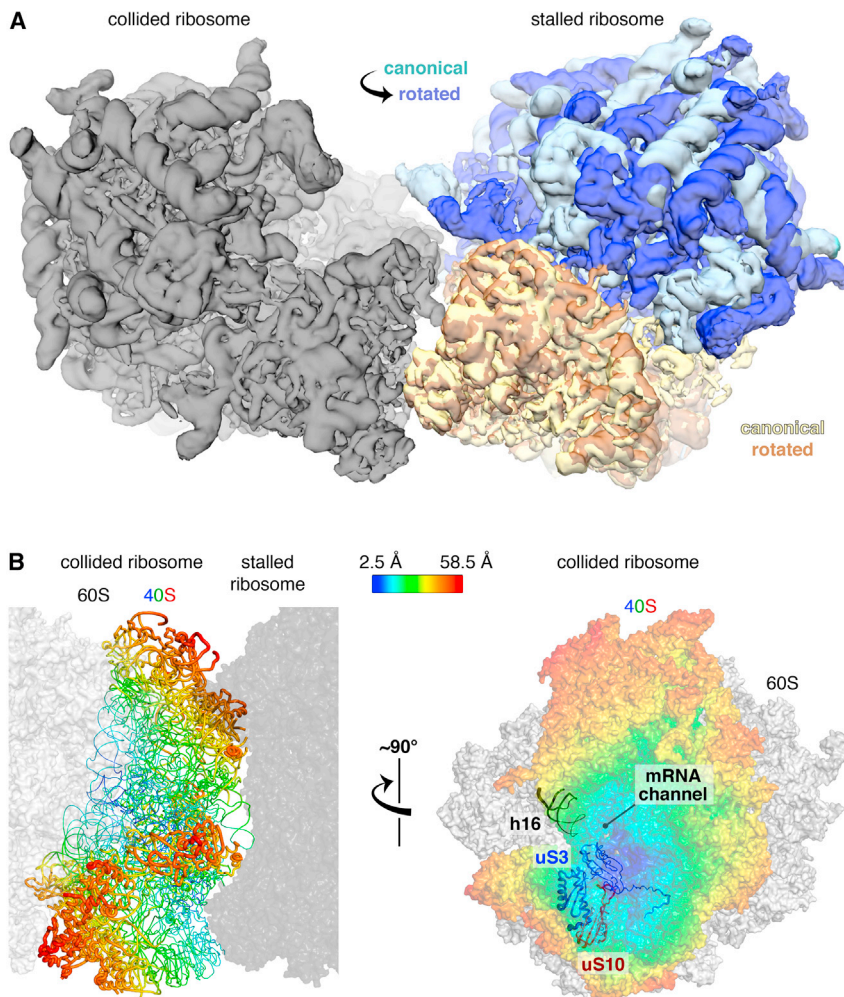 A
collided ribosome
stalled ribosome
canonical
rotated
canonical
rotated
B
collided ribosome
stalled
ribosome
60S
40S
2.5 Å
58.5 Å
collided ribosome
40S
60S
~90°
mRNA
channel
h16
uS3
uS10